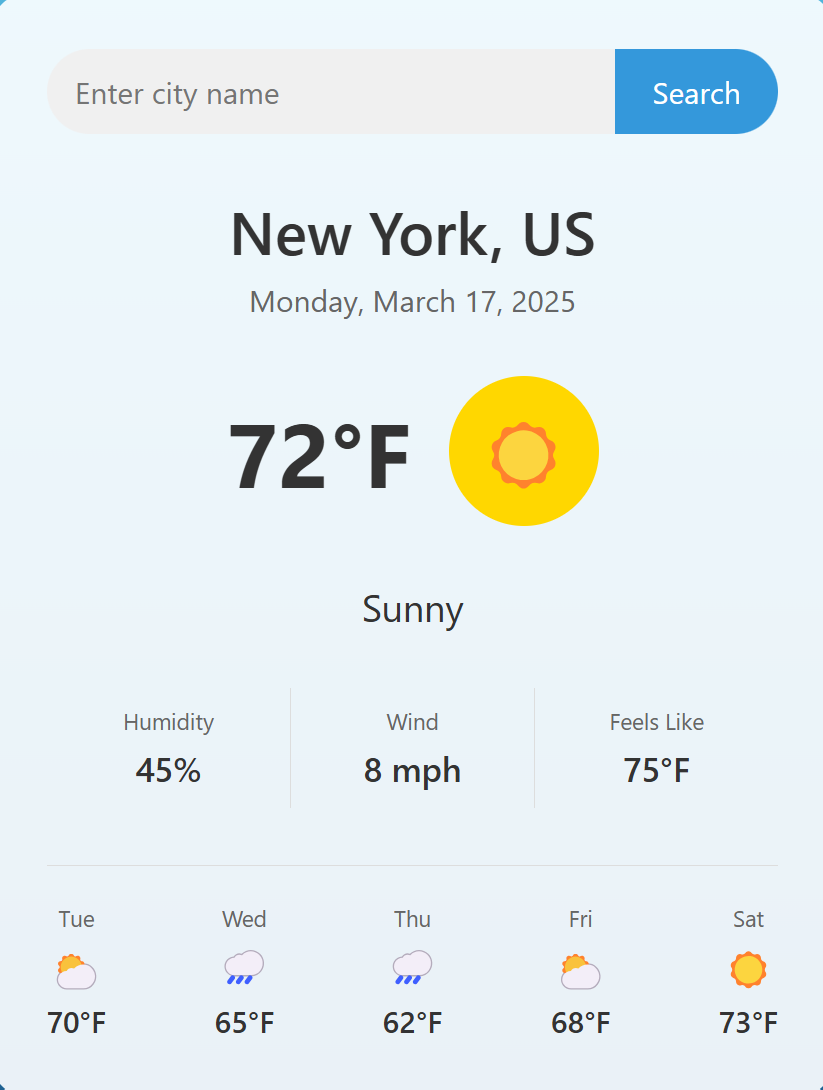 Enter city name Search
New York, US
Monday, March 17, 2025
72°F
Sunny
Humidity Wind Feels Like
45% 8 mph 75°F
Tue Wed Thu Fri Sat
70°F 65°F 62°F 68°F 73°F